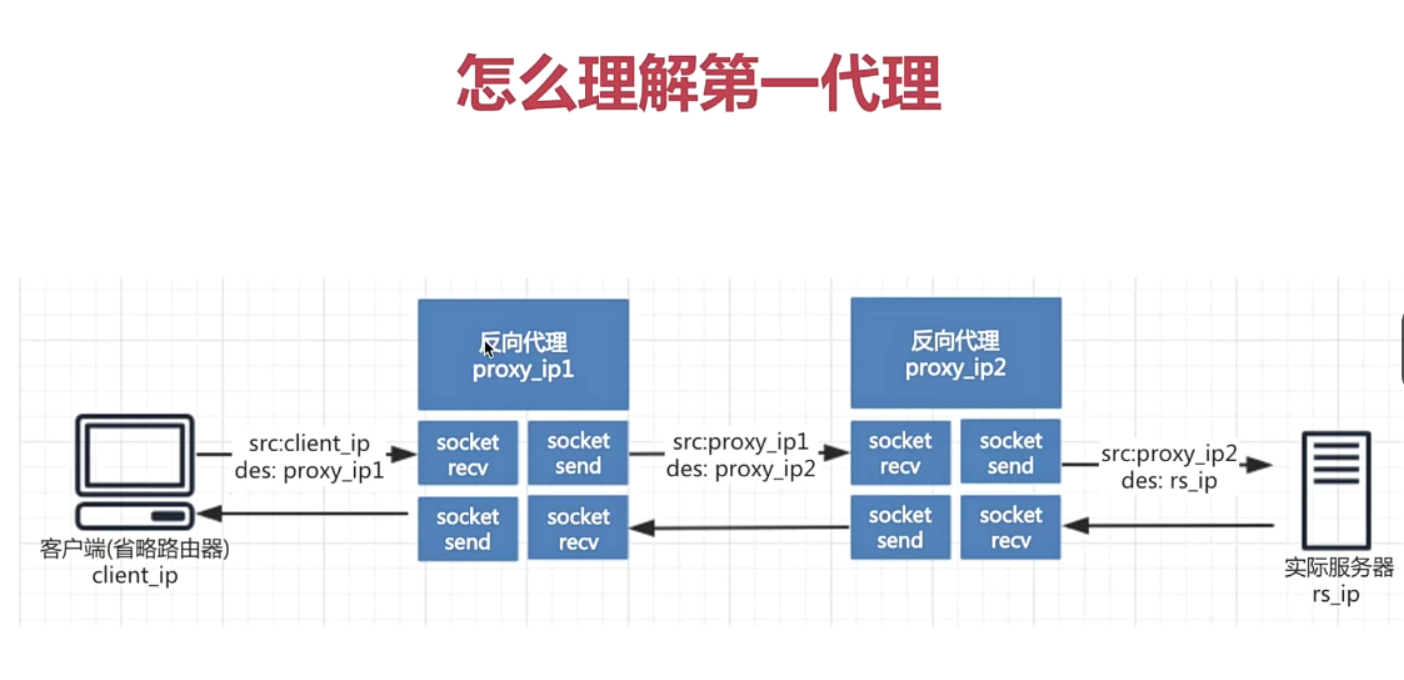 怎么理解第一代理
反向代理
proxy_ip1
反向代理
proxy_ip2
src:client_ip
des: proxy_ip1
socket
recv
socket
send
src:proxy_ip1
des: proxy_ip2
socket
recv
socket
send
src:proxy_ip2
des: rs_ip
socket
send
socket
recv
socket
send
socket
recv
客户端(省略路由器)
client_ip
实际服务器
rs_ip